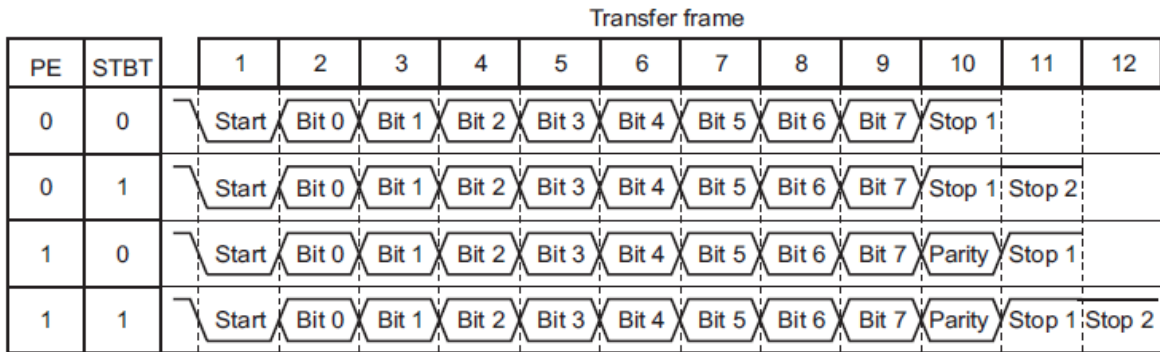 Transfer frame
PE STBT 1 2 3 4 5 6 7 8 9 10 11 12
0 0 Start Bit 0 Bit 1 Bit 2 Bit 3 Bit 4 Bit 5 Bit 6 Bit 7 Stop 1
0 1 Start Bit 0 Bit 1 Bit 2 Bit 3 Bit 4 Bit 5 Bit 6 Bit 7 Stop 1 Stop 2
1 0 Start Bit 0 Bit 1 Bit 2 Bit 3 Bit 4 Bit 5 Bit 6 Bit 7 Parity Stop 1
1 1 Start Bit 0 Bit 1 Bit 2 Bit 3 Bit 4 Bit 5 Bit 6 Bit 7 Parity Stop 1 Stop 2